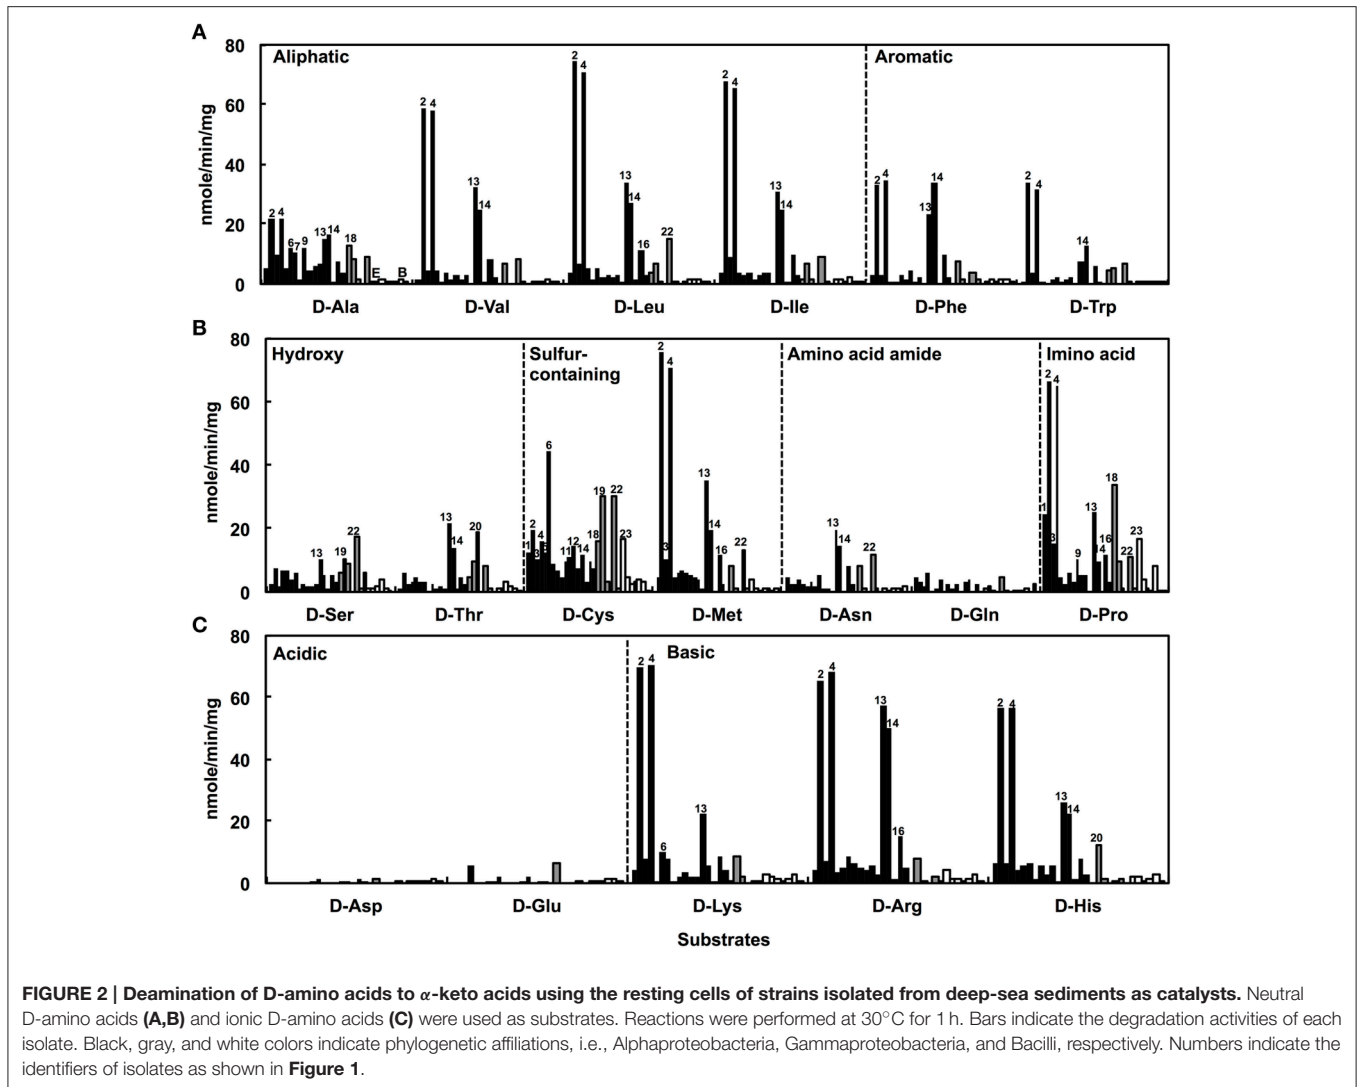 A
80
60
40
20
0
nmole/min/mg
Aliphatic
Aromatic
2 4 6 7 9 13 14 18 E B
2 4 13 14
2 4 13 14 16 22
2 4 13 14
2 4 13 14
2 4 14
D-Ala D-Val D-Leu D-Ile D-Phe D-Trp
B
80
60
40
20
0
nmole/min/mg
Hydroxy
Sulfur-
containing
Amino acid amide
Imino acid
13 19 22
13 14 20
1 2 3 4 5 6 11 12 14 18 19 22 23
2 3 4 13 14 16 22
13 14 22
1 2 3 4 9 13 14 16 18 22 23
D-Ser D-Thr D-Cys D-Met D-Asn D-Gln D-Pro
C
80
60
40
20
0
nmole/min/mg
Acidic
Basic
2 4 6 13
2 4 13 14 16
2 4 13 14 20
D-Asp D-Glu D-Lys D-Arg D-His
Substrates
FIGURE 2 | Deamination of D-amino acids to α-keto acids using the resting cells of strains isolated from deep-sea sediments as catalysts. Neutral
D-amino acids (A,B) and ionic D-amino acids (C) were used as substrates. Reactions were performed at 30°C for 1 h. Bars indicate the degradation activities of each
isolate. Black, gray, and white colors indicate phylogenetic affiliations, i.e., Alphaproteobacteria, Gammaproteobacteria, and Bacilli, respectively. Numbers indicate the
identifiers of isolates as shown in Figure 1.